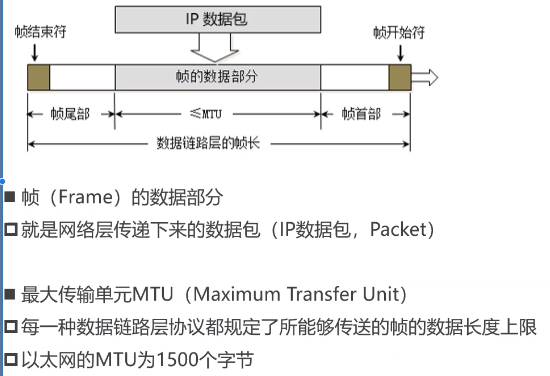 IP 数据包
帧结束符
帧开始符
帧的数据部分
帧尾部
≤MTU
帧首部
数据链路层的帧长
■ 帧（Frame）的数据部分
就是网络层传递下来的数据包（IP数据包，Packet）
■ 最大传输单元MTU（Maximum Transfer Unit）
每一种数据链路层协议都规定了所能够传送的帧的数据长度上限
以太网的MTU为1500个字节